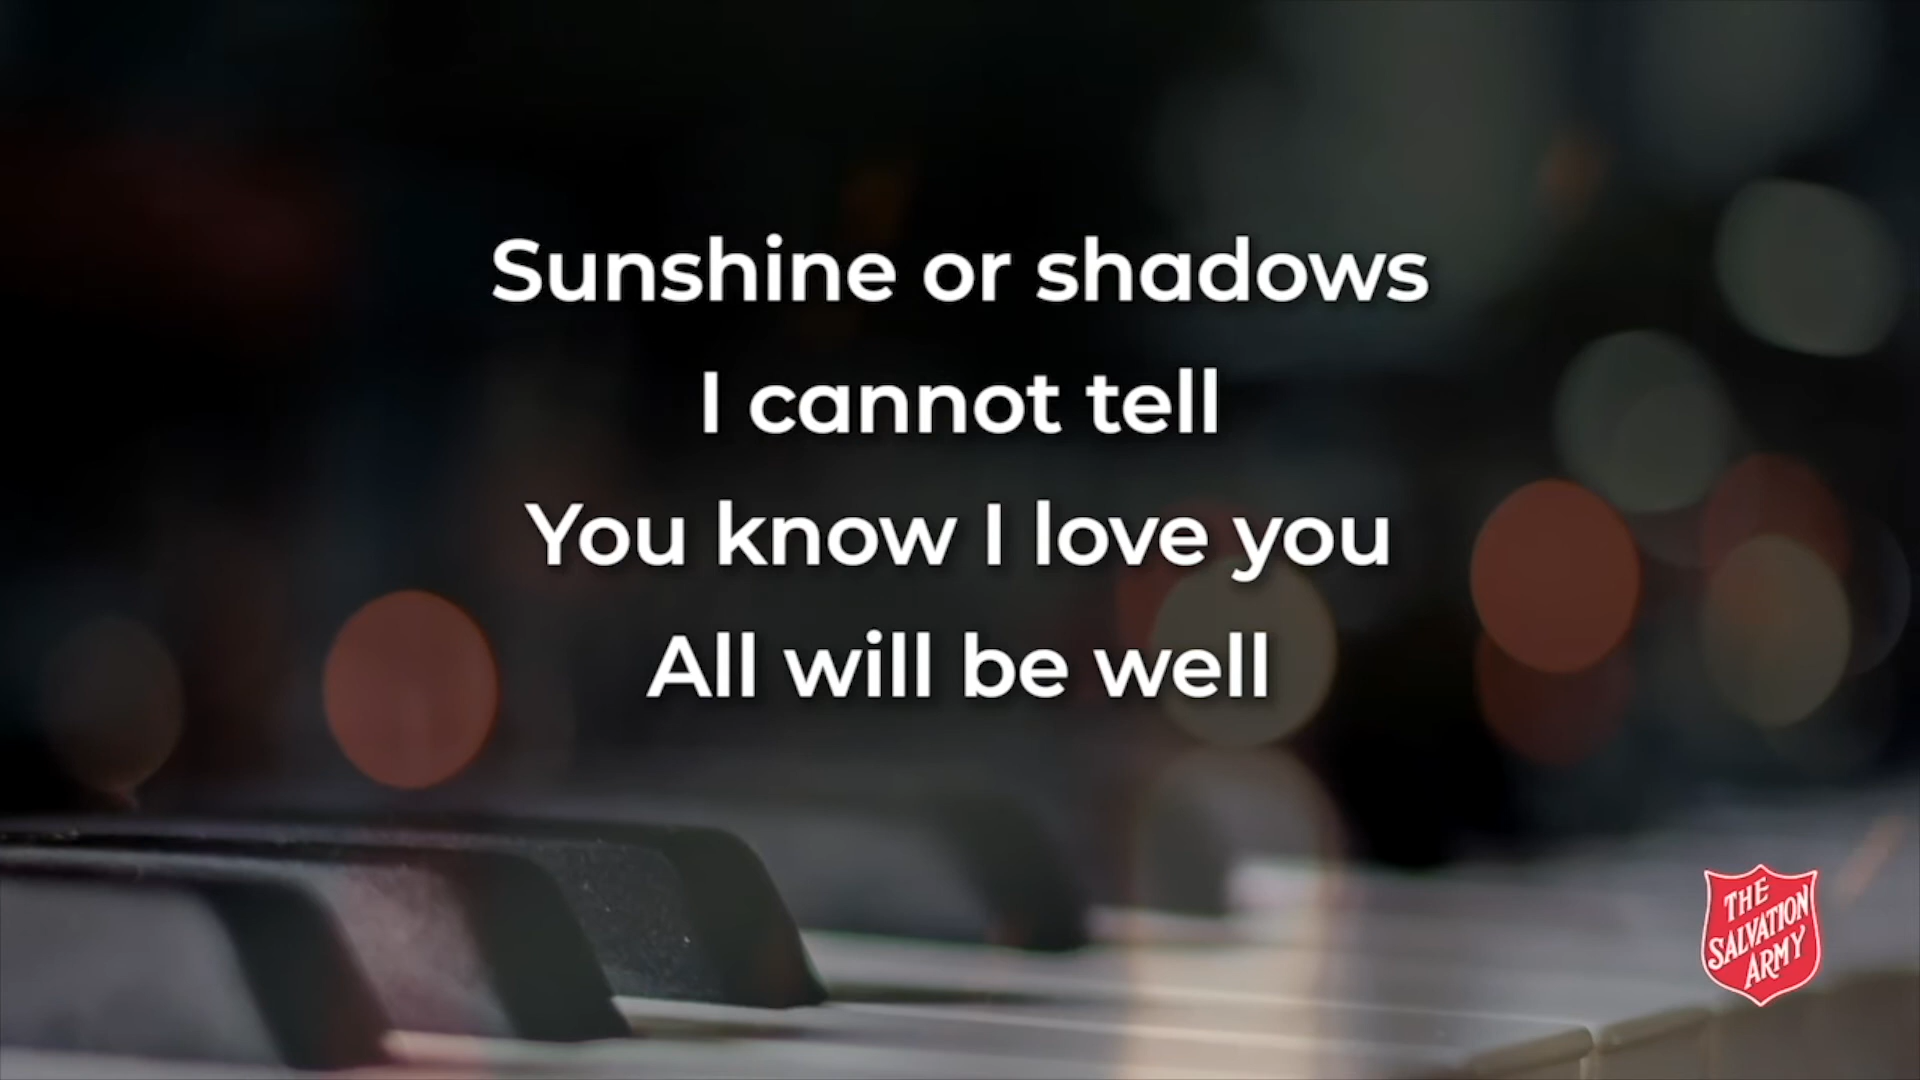 Sunshine or shadows
I cannot tell
You know I love you
All will be well
THE
SALVATION
ARMY